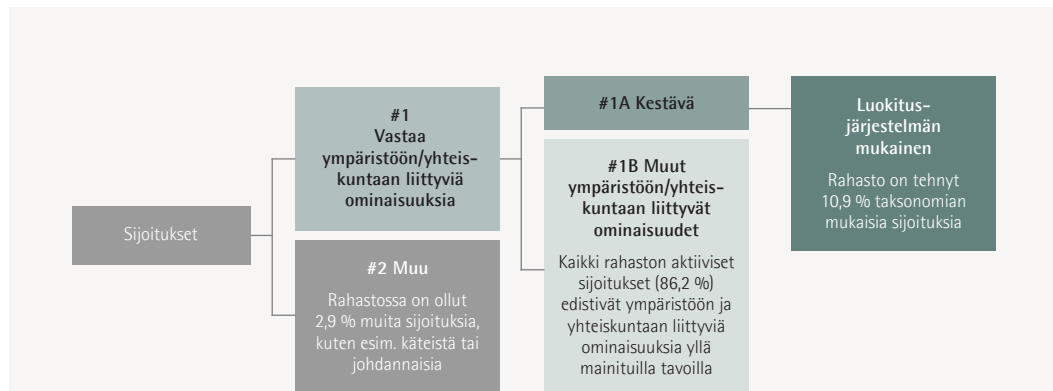 Sijoitukset
#1
Vastaa
ympäristöön/yhteis-
kuntaan liittyviä
ominaisuuksia
#2 Muu
Rahastossa on ollut
2,9 % muita sijoituksia,
kuten esim. käteistä tai
johdannaisia
#1A Kestävä
#1B Muut
ympäristöön/yhteis-
kuntaan liittyvät
ominaisuudet
Kaikki rahaston aktiiviset
sijoitukset (86,2 %)
edistivät ympäristöön ja
yhteiskuntaan liittyviä
ominaisuuksia yllä
mainituilla tavoilla
Luokitus-
järjestelmän
mukainen
Rahasto on tehnyt
10,9 % taksonomian
mukaisia sijoituksia